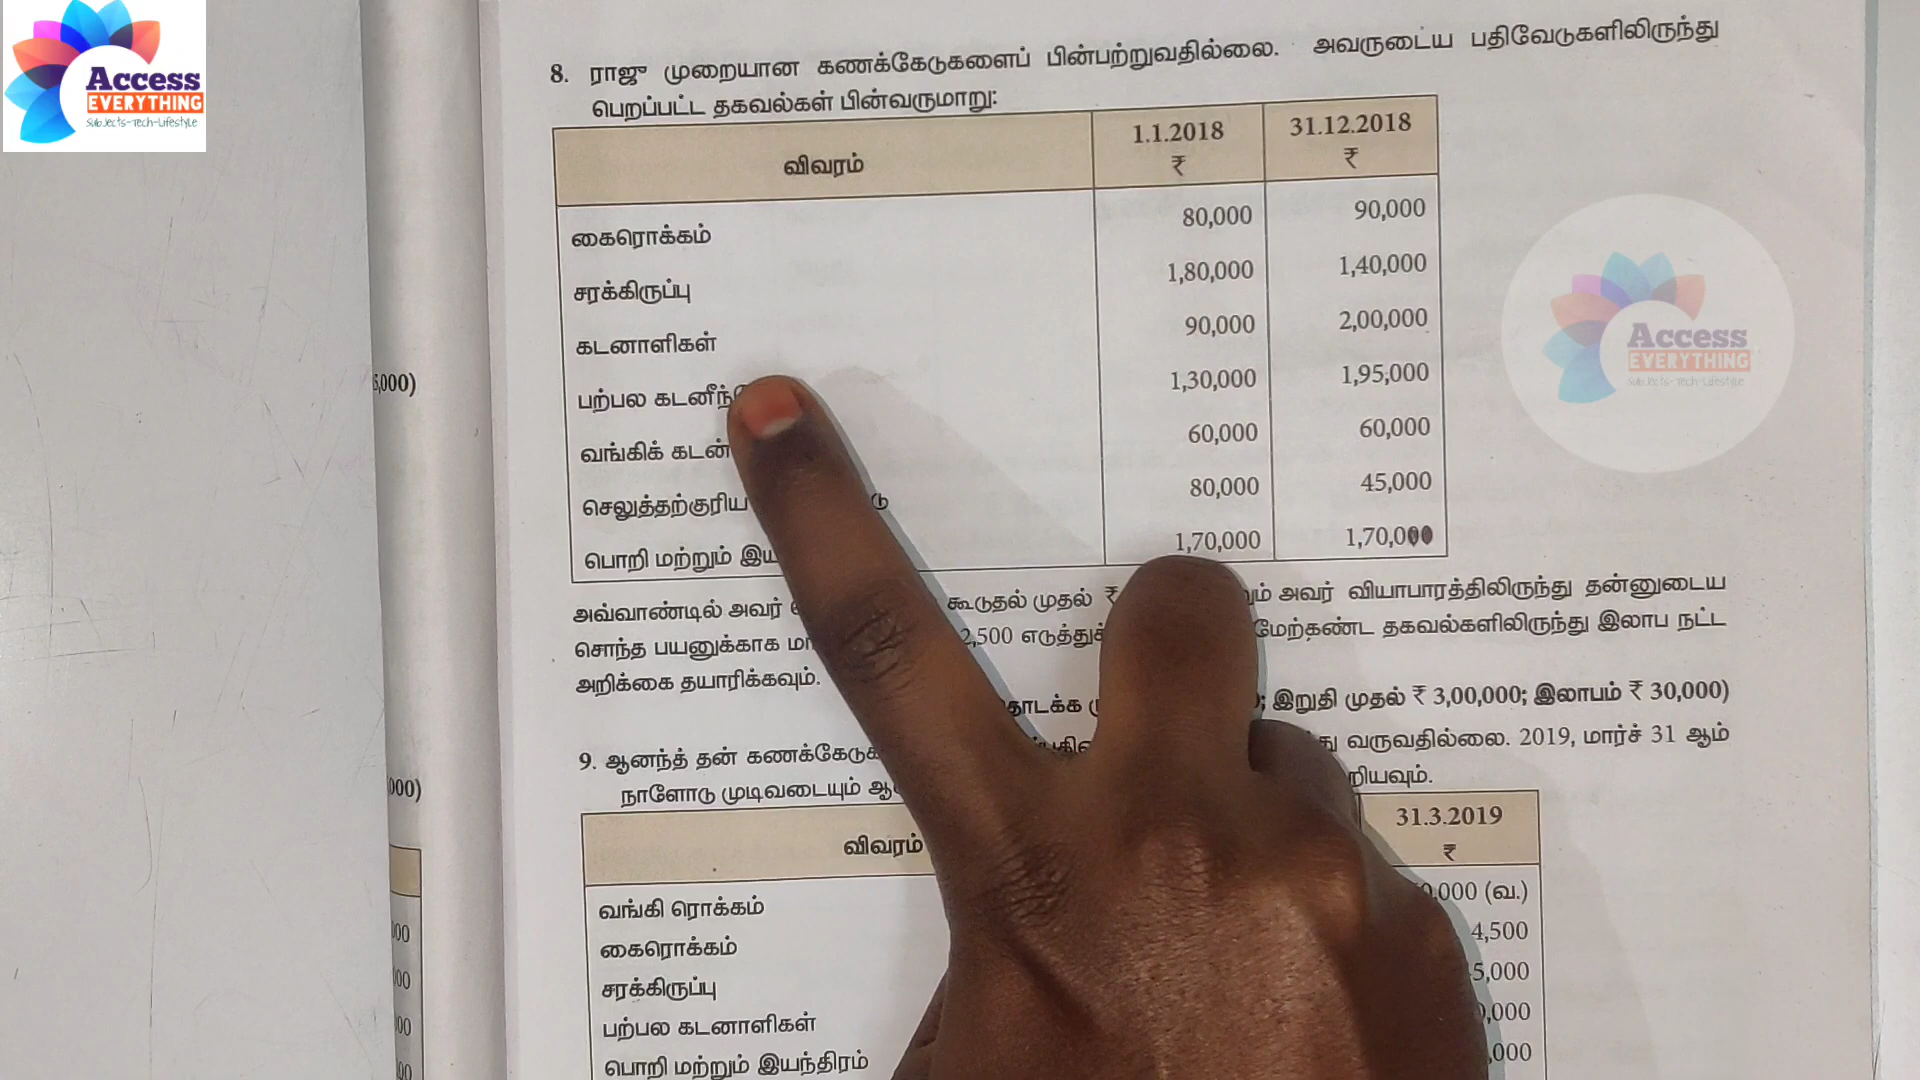 Access
EVERYTHING
Subjects-Tech-Lifestyle
8. ராஜு முறையான கணக்கேடுகளைப் பின்பற்றுவதில்லை. அவருடைய பதிவேடுகளிலிருந்து
பெறப்பட்ட தகவல்கள் பின்வருமாறு:
விவரம் 1.1.2018 ₹ 31.12.2018 ₹
கைரொக்கம் 80,000 90,000
சரக்கிருப்பு 1,80,000 1,40,000
கடனாளிகள் 90,000 2,00,000
பற்பல 1,30,000 1,95,000
வங்கிக் கடன் 60,000 60,000
செலுத்தற்குரிய 80,000 45,000
பொறி மற்றும் 1,70,000 1,70,000
அவ்வாண்டில் அவர் கூடுதல் முதல் ₹ அவர் வியாபாரத்திலிருந்து தன்னுடைய
சொந்த பயனுக்காக 2,500 மேற்கண்ட தகவல்களிலிருந்து இலாப நட்ட
அறிக்கை தயாரிக்கவும்.
இறுதி முதல் ₹ 3,00,000; இலாபம் ₹ 30,000)
9. ஆனந்த் தன் வருவதில்லை. 2019, மார்ச் 31 ஆம்
நாளோடு முடிவடையும்
விவரம் 31.3.2019 ₹
வங்கி ரொக்கம் (வ.)
கைரொக்கம் 4,500
சரக்கிருப்பு
பற்பல கடனாளிகள்
பொறி மற்றும் இயந்திரம்
Access
EVERYTHING
Subjects-Tech-Lifestyle